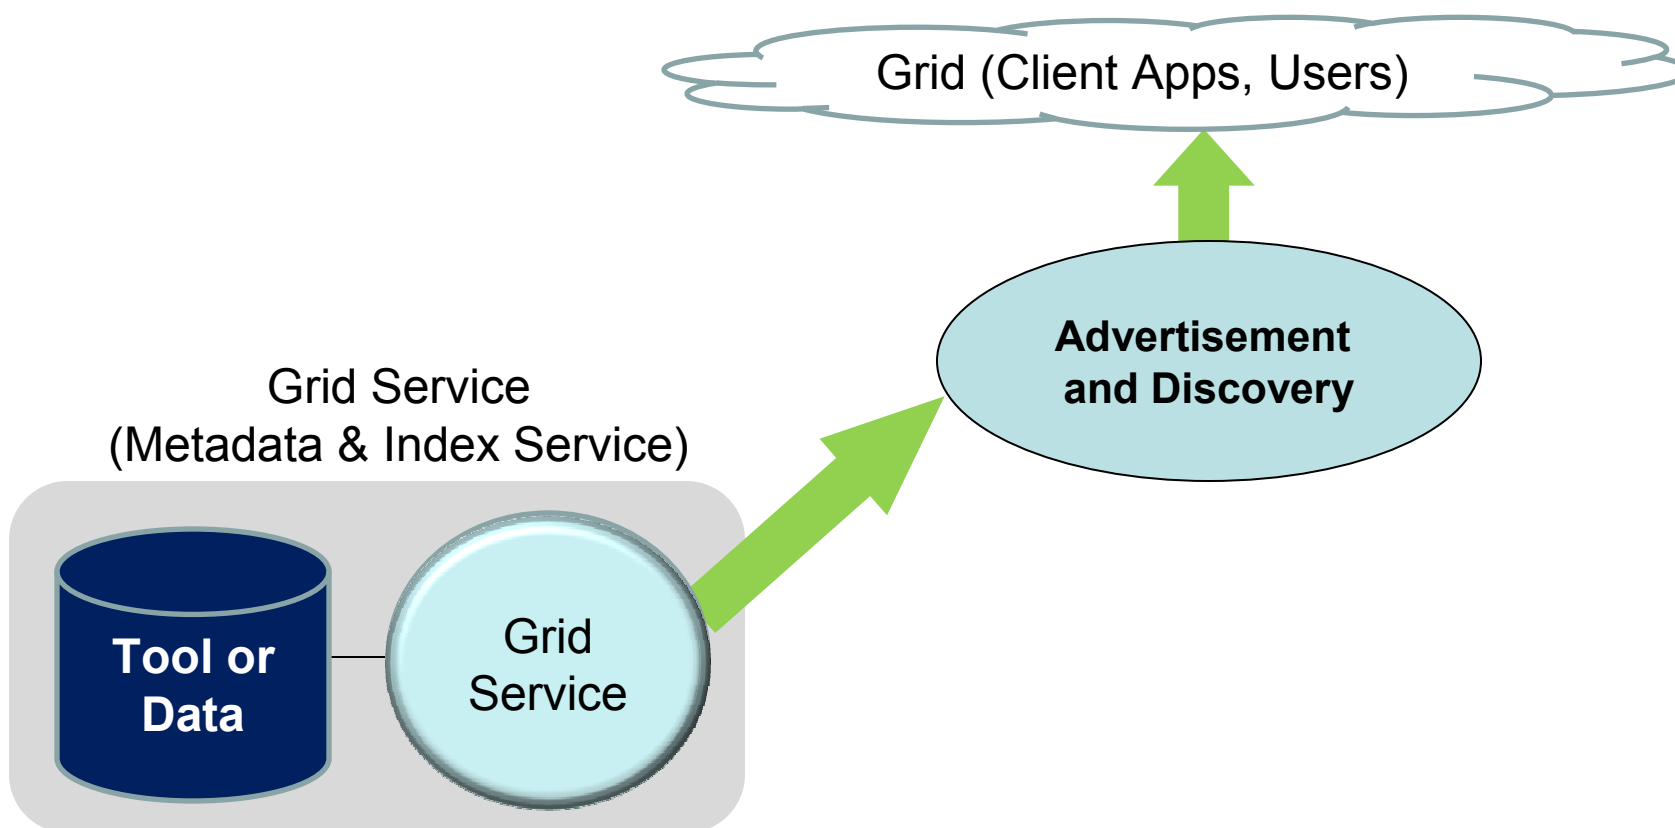 Grid (Client Apps, Users)
Advertisement
and Discovery
Grid Service
(Metadata & Index Service)
Tool or
Data
Grid
Service